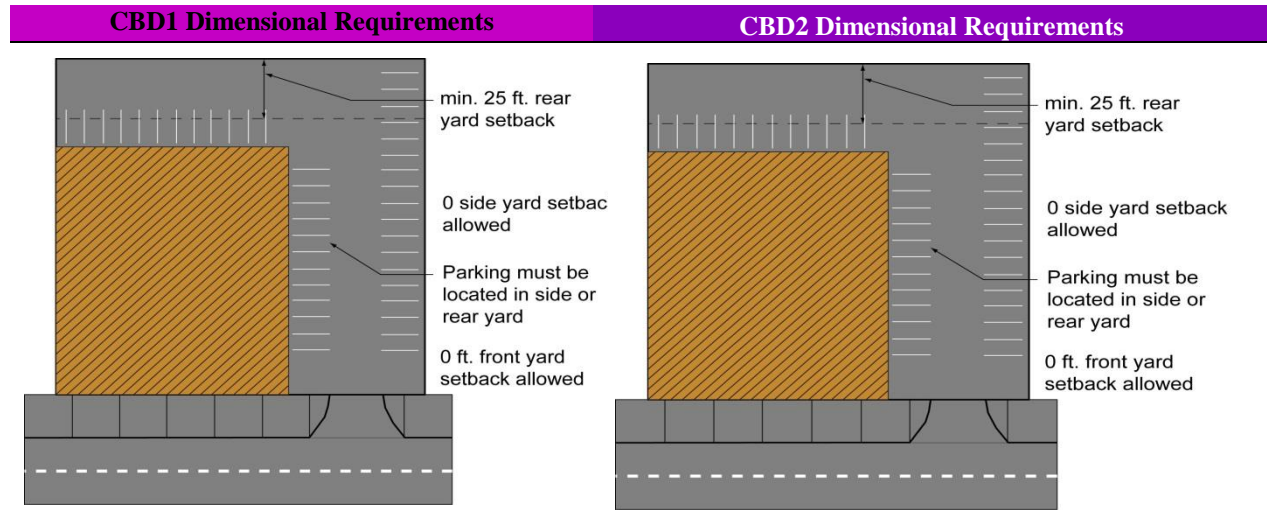 CBD1 Dimensional Requirements
CBD2 Dimensional Requirements
min. 25 ft. rear
yard setback
0 side yard setbac
allowed
Parking must be
located in side or
rear yard
0 ft. front yard
setback allowed
min. 25 ft. rear
yard setback
0 side yard setback
allowed
Parking must be
located in side or
rear yard
0 ft. front yard
setback allowed